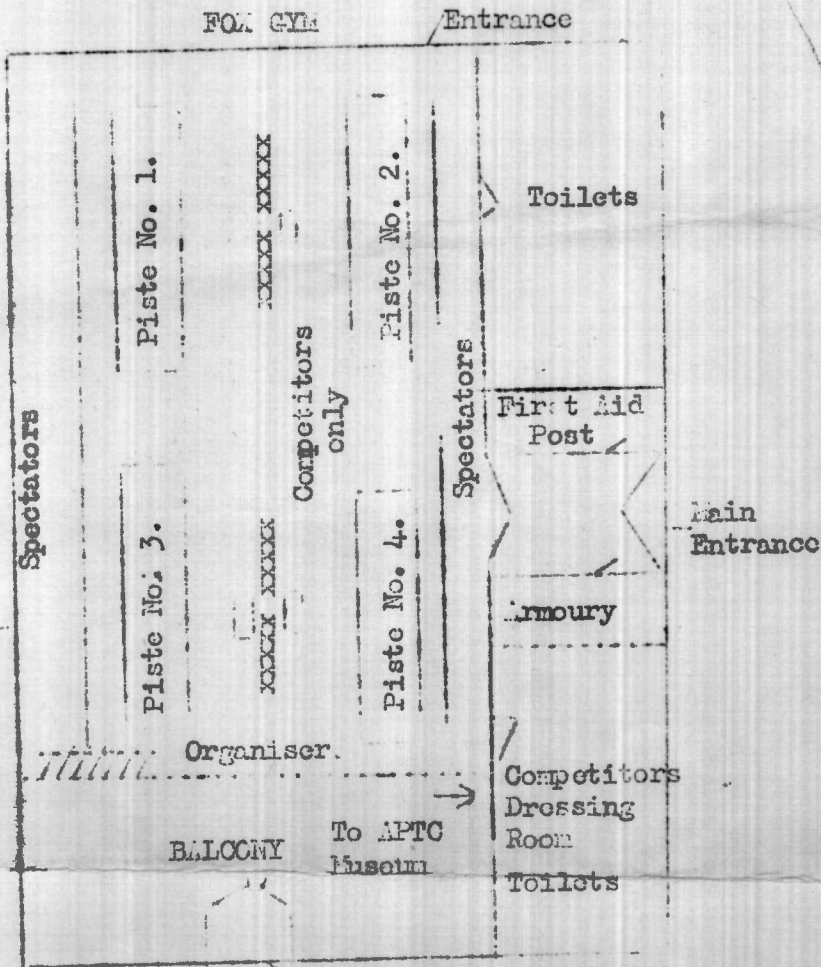 FOX GYM
Entrance
Piste No. 1.
XXXXX XXXXX
Piste No. 2.
Toilets
Spectators
Competitors
only
Spectators
First Aid
Post
Main
Entrance
Piste No. 3.
XXXXX XXXXX
Piste No. 4.
Armoury
Organiser.
Competitors
Dressing
Room
BALCONY
To APTC
Museum
Toilets